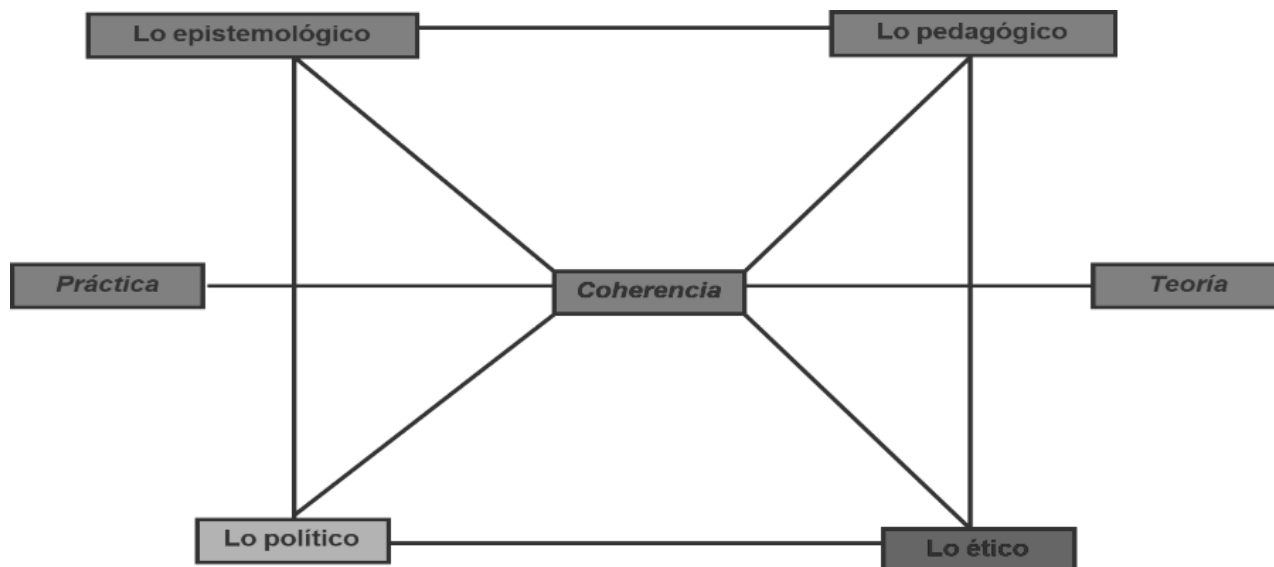 Lo epistemológico
Lo pedagógico
Práctica
Coherencia
Teoría
Lo político
Lo ético